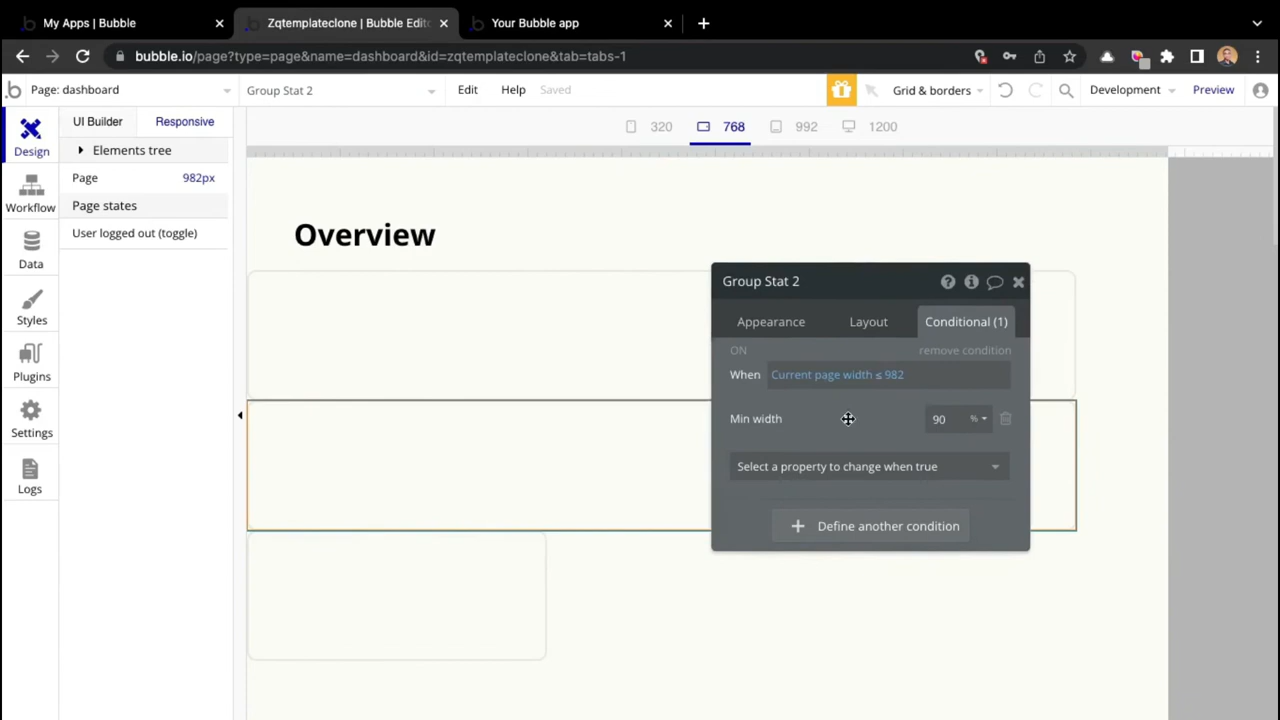 My Apps | Bubble
Zqtemplateclone | Bubble Edito
Your Bubble app
bubble.io/page?type=page&name=dashboard&id=zqtemplateclone&tab=tabs-1
Page: dashboard
Group Stat 2
Edit
Help
Saved
Grid & borders
Development
Preview
Design
Workflow
Data
Styles
Plugins
Settings
Logs
UI Builder
Responsive
Elements tree
Page
982px
Page states
User logged out (toggle)
320
768
992
1200
Overview
Group Stat 2
Appearance
Layout
Conditional (1)
ON
remove condition
When
Current page width ≤ 982
Min width
90
%
Select a property to change when true
+ Define another condition